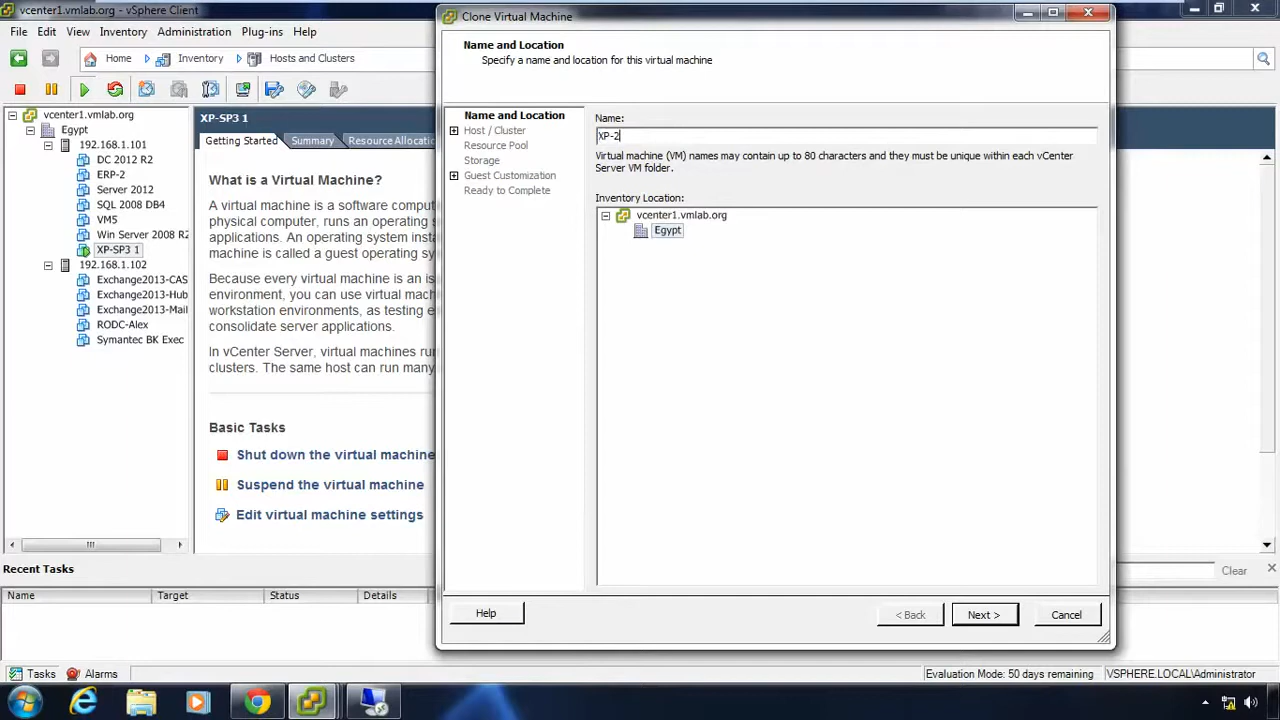 vcenter1.vmlab.org - vSphere Client
File Edit View Inventory Administration Plug-ins Help
Home Inventory Hosts and Clusters
vcenter1.vmlab.org
Egypt
192.168.1.101
DC 2012 R2
ERP-2
Server 2012
SQL 2008 DB4
VM5
Win Server 2008 R2
XP-SP3 1
192.168.1.102
Exchange2013-CAS
Exchange2013-Hub
Exchange2013-Mail
RODC-Alex
Symantec BK Exec
XP-SP3 1
Getting Started Summary Resource Allocatio
What is a Virtual Machine?
A virtual machine is a software comput
physical computer, runs an operating s
applications. An operating system insta
machine is called a guest operating sy
Because every virtual machine is an is
environment, you can use virtual mach
workstation environments, as testing e
consolidate server applications.
In vCenter Server, virtual machines ru
clusters. The same host can run many
Basic Tasks
Shut down the virtual machine
Suspend the virtual machine
Edit virtual machine settings
Clone Virtual Machine
Name and Location
Specify a name and location for this virtual machine
Name and Location
Host / Cluster
Resource Pool
Storage
Guest Customization
Ready to Complete
Name:
XP-2
Virtual machine (VM) names may contain up to 80 characters and they must be unique within each vCenter
Server VM folder.
Inventory Location:
vcenter1.vmlab.org
Egypt
Help < Back Next > Cancel
Recent Tasks
Clear
Name Target Status Details
Tasks Alarms
Evaluation Mode: 50 days remaining VSPHERE.LOCAL\Administrator